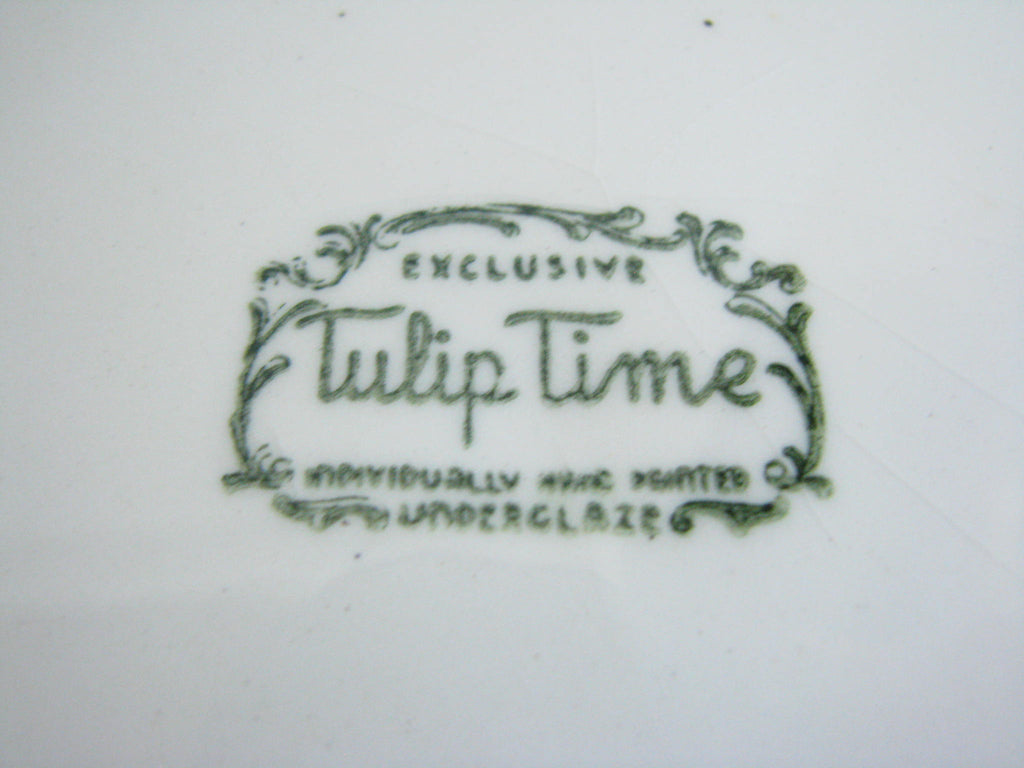 EXCLUSIVE
Tulip Time
INDIVIDUALLY HAND PAINTED
UNDERGLAZE